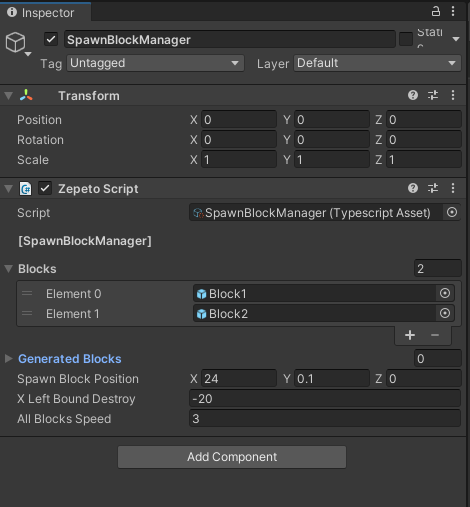 Inspector
SpawnBlockManager
Static
Tag Untagged Layer Default
Transform
Position X 0 Y 0 Z 0
Rotation X 0 Y 0 Z 0
Scale X 1 Y 1 Z 1
Zepeto Script
Script SpawnBlockManager (Typescript Asset)
[SpawnBlockManager]
Blocks 2
Element 0 Block1
Element 1 Block2
Generated Blocks 0
Spawn Block Position X 24 Y 0.1 Z 0
X Left Bound Destroy -20
All Blocks Speed 3
Add Component